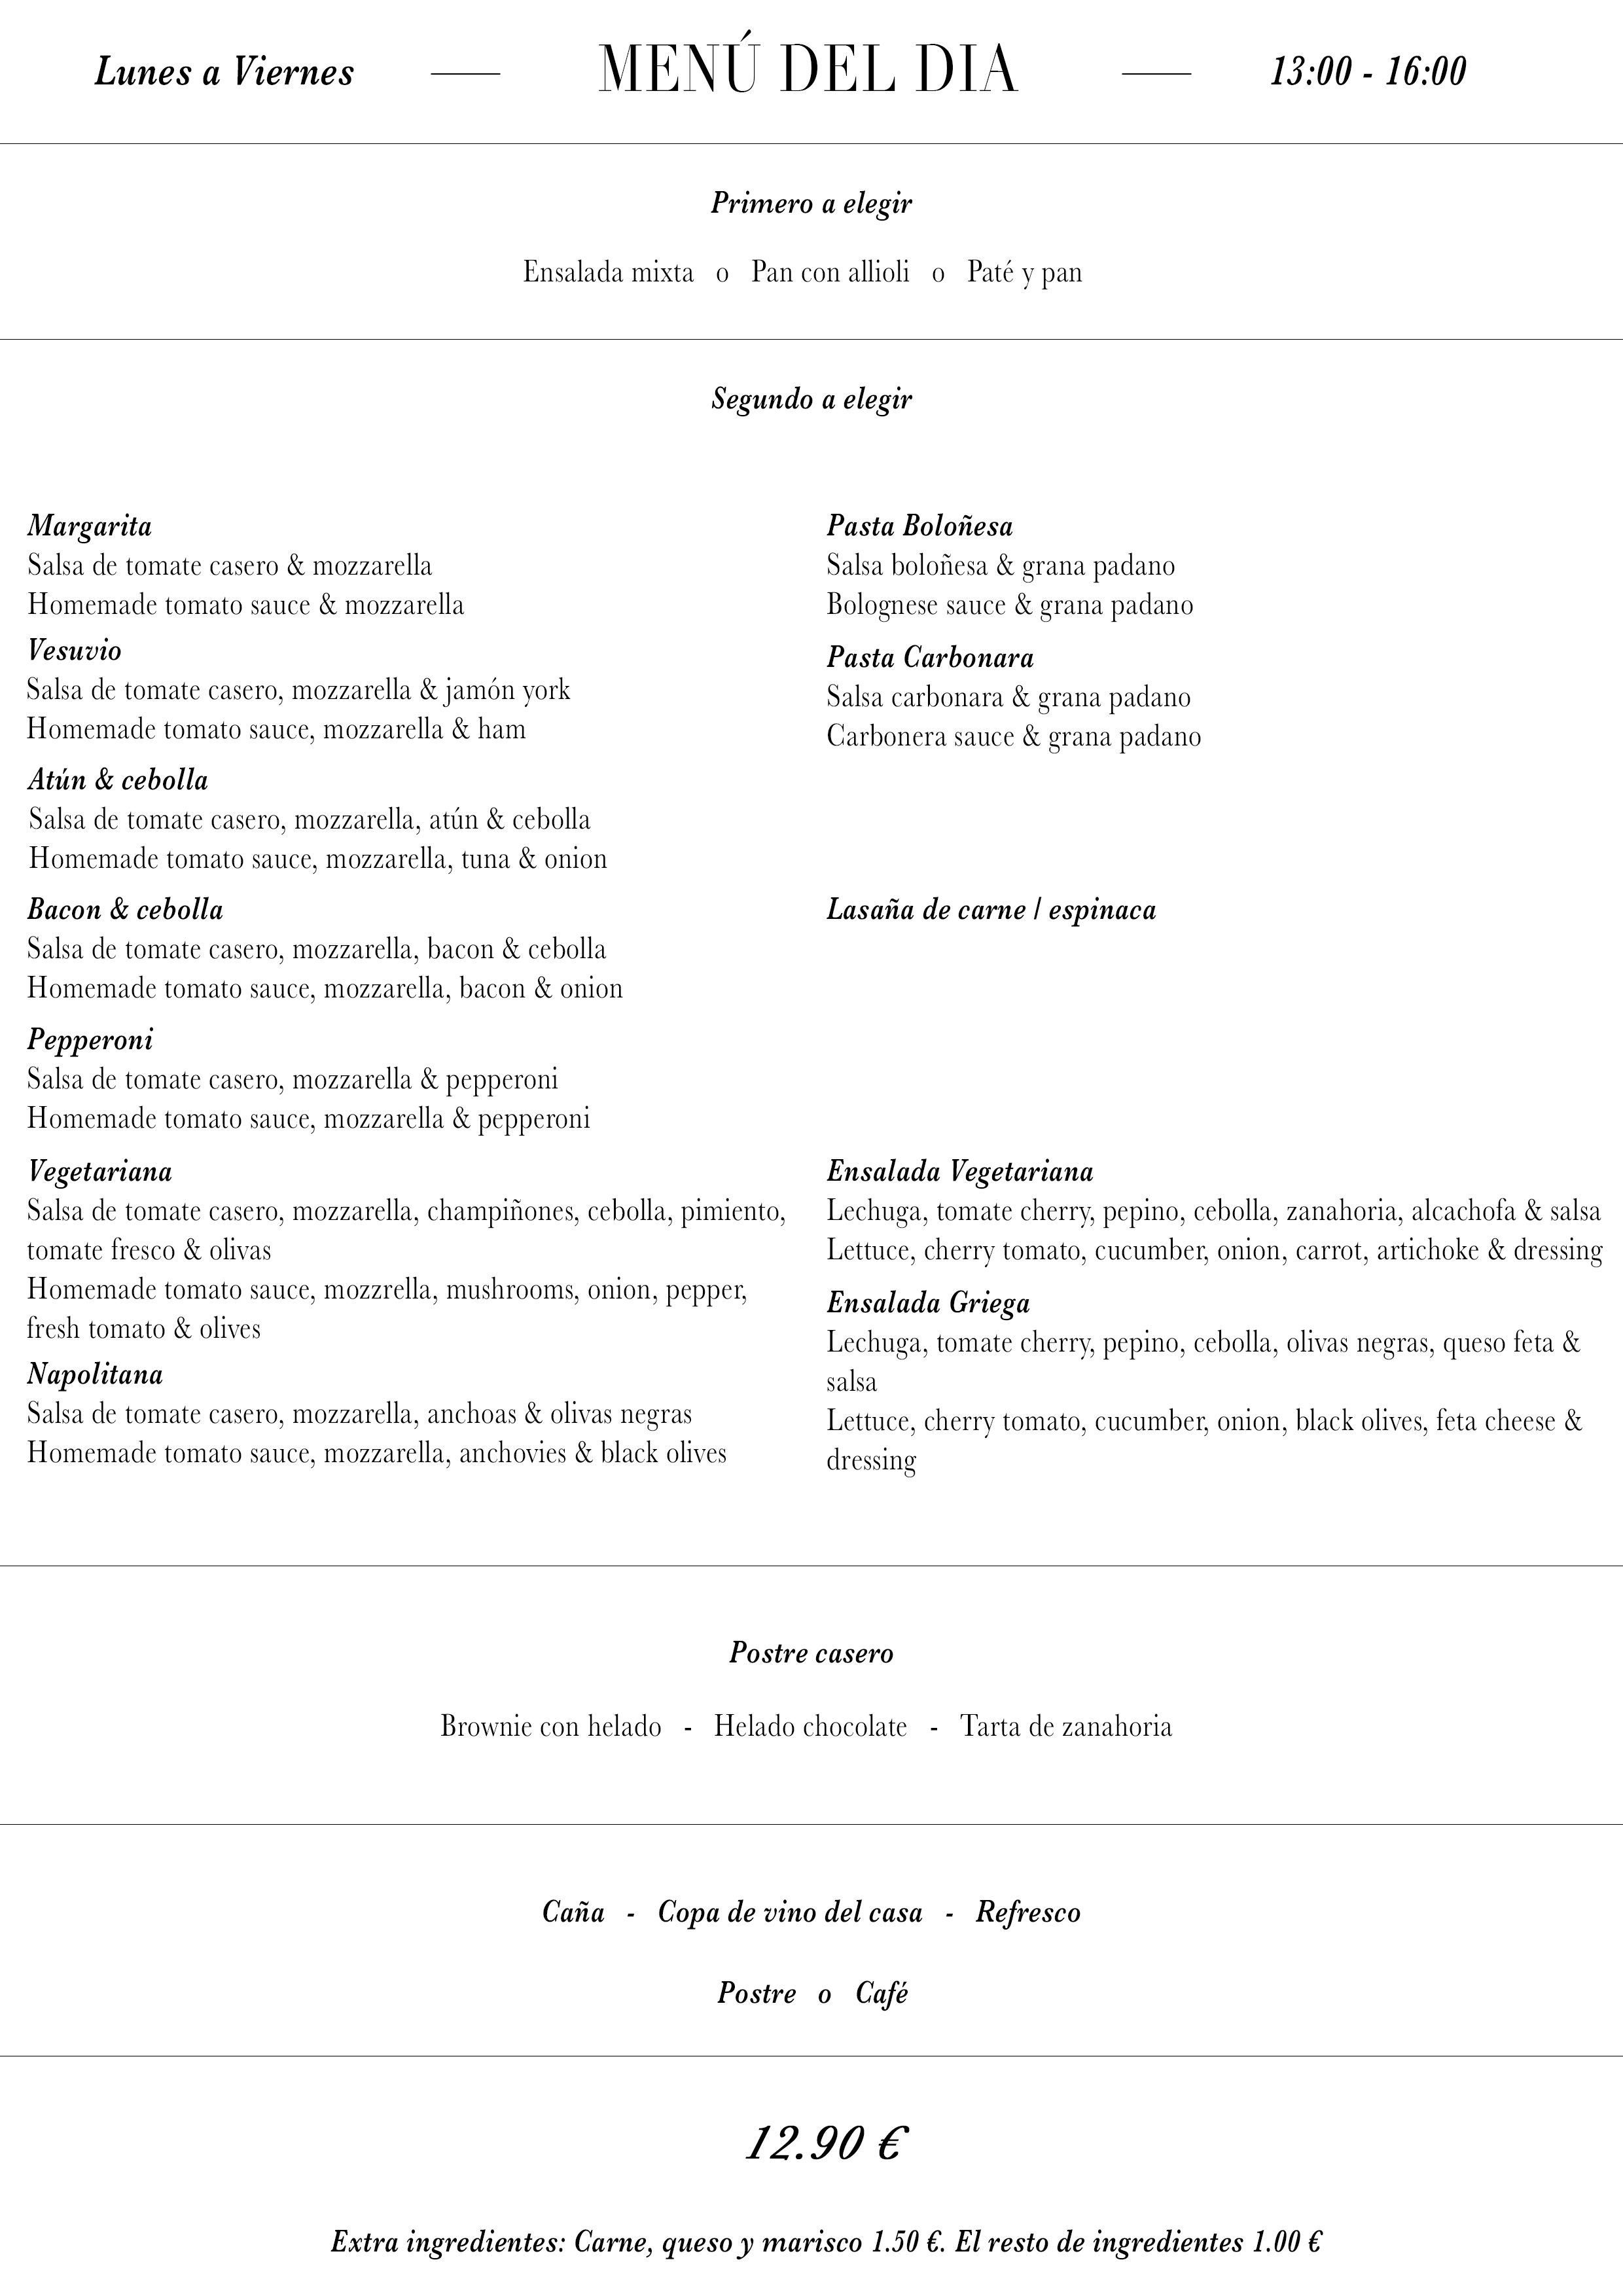 Lunes a Viernes
MENÚ DEL DIA
13:00 - 16:00
Primero a elegir
Ensalada mixta o Pan con allioli o Paté y pan
Segundo a elegir
Margarita
Salsa de tomate casero & mozzarella
Homemade tomato sauce & mozzarella
Vesuvio
Salsa de tomate casero, mozzarella & jamón york
Homemade tomato sauce, mozzarella & ham
Atún & cebolla
Salsa de tomate casero, mozzarella, atún & cebolla
Homemade tomato sauce, mozzarella, tuna & onion
Bacon & cebolla
Salsa de tomate casero, mozzarella, bacon & cebolla
Homemade tomato sauce, mozzarella, bacon & onion
Pepperoni
Salsa de tomate casero, mozzarella & pepperoni
Homemade tomato sauce, mozzarella & pepperoni
Vegetariana
Salsa de tomate casero, mozzarella, champiñones, cebolla, pimiento,
tomate fresco & olivas
Homemade tomato sauce, mozzrella, mushrooms, onion, pepper,
fresh tomato & olives
Napolitana
Salsa de tomate casero, mozzarella, anchoas & olivas negras
Homemade tomato sauce, mozzarella, anchovies & black olives
Pasta Boloñesa
Salsa boloñesa & grana padano
Bolognese sauce & grana padano
Pasta Carbonara
Salsa carbonara & grana padano
Carbonera sauce & grana padano
Lasaña de carne / espinaca
Ensalada Vegetariana
Lechuga, tomate cherry, pepino, cebolla, zanahoria, alcachofa & salsa
Lettuce, cherry tomato, cucumber, onion, carrot, artichoke & dressing
Ensalada Griega
Lechuga, tomate cherry, pepino, cebolla, olivas negras, queso feta &
salsa
Lettuce, cherry tomato, cucumber, onion, black olives, feta cheese &
dressing
Postre casero
Brownie con helado - Helado chocolate - Tarta de zanahoria
Caña - Copa de vino del casa - Refresco
Postre o Café
12.90 €
Extra ingredientes: Carne, queso y marisco 1.50 €. El resto de ingredientes 1.00 €